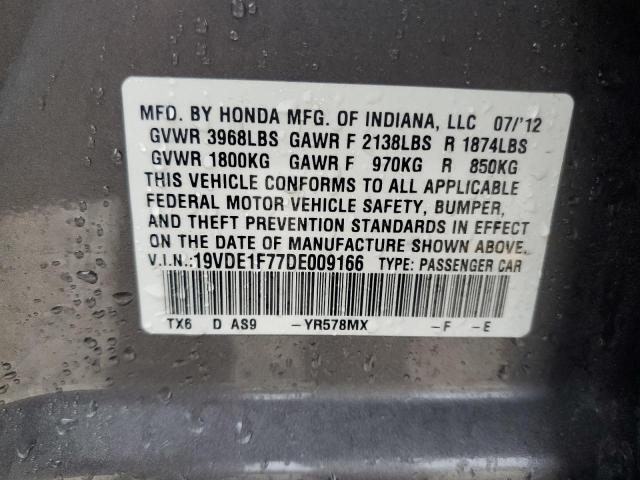 MFD. BY HONDA MFG. OF INDIANA, LLC 07/'12
GVWR 3968LBS GAWR F 2138LBS R 1874LBS
GVWR 1800KG GAWR F 970KG R 850KG
THIS VEHICLE CONFORMS TO ALL APPLICABLE
FEDERAL MOTOR VEHICLE SAFETY, BUMPER,
AND THEFT PREVENTION STANDARDS IN EFFECT
ON THE DATE OF MANUFACTURE SHOWN ABOVE.
V.I.N.:19VDE1F77DE009166 TYPE: PASSENGER CAR
TX6 D AS9 -YR578MX -F -E